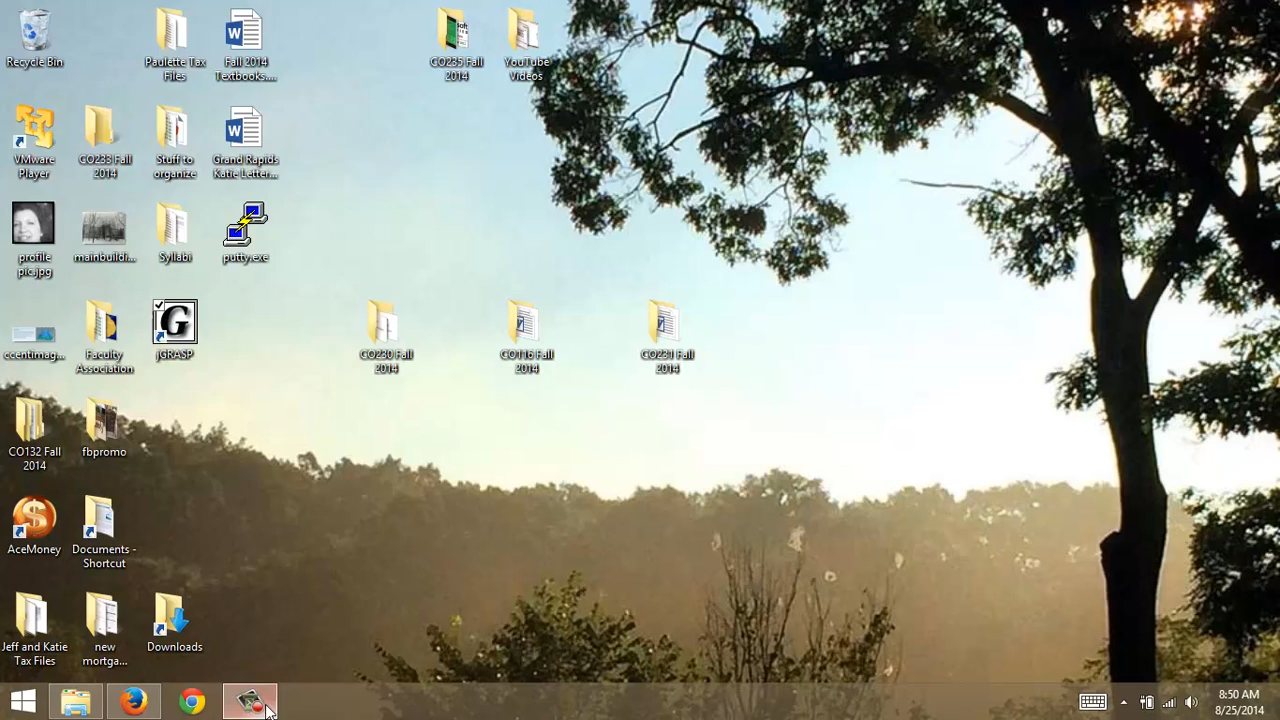 Recycle Bin
Paulette Tax
Files
Fall 2014
Textbooks....
CO235 Fall
2014
YouTube
Videos
VMware
Player
CO233 Fall
2014
Stuff to
organize
Grand Rapids
Katie Letter...
profile
pic.jpg
mainbuildi...
Syllabi
putty.exe
ccentimag...
Faculty
Association
jGRASP
CO230 Fall
2014
CO116 Fall
2014
CO231 Fall
2014
CO132 Fall
2014
fbpromo
AceMoney
Documents -
Shortcut
Jeff and Katie
Tax Files
new
mortga...
Downloads
8:50 AM
8/25/2014